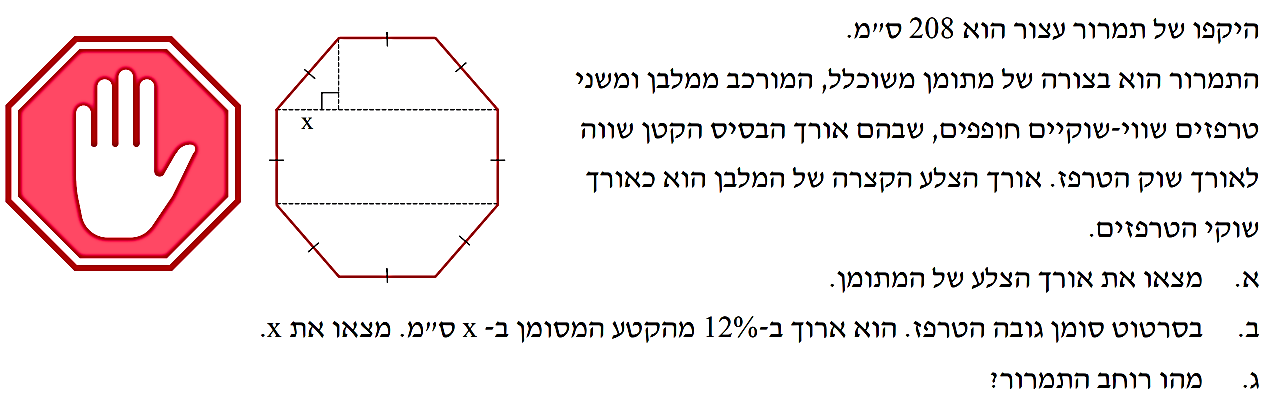 היקפו של תמרור עצור הוא 208 ס״מ.
התמרור הוא בצורה של מתומן משוכלל, המורכב ממלבן ומשני
טרפזים שווי-שוקיים חופפים, שבהם אורך הבסיס הקטן שווה
לאורך שוק הטרפז. אורך הצלע הקצרה של המלבן הוא כאורך
שוקי הטרפזים.
א. מצאו את אורך הצלע של המתומן.
ב. בסרטוט סומן גובה הטרפז. הוא ארוך ב-12% מהקטע המסומן ב- x ס״מ. מצאו את x.
ג. מהו רוחב התמרור?
x